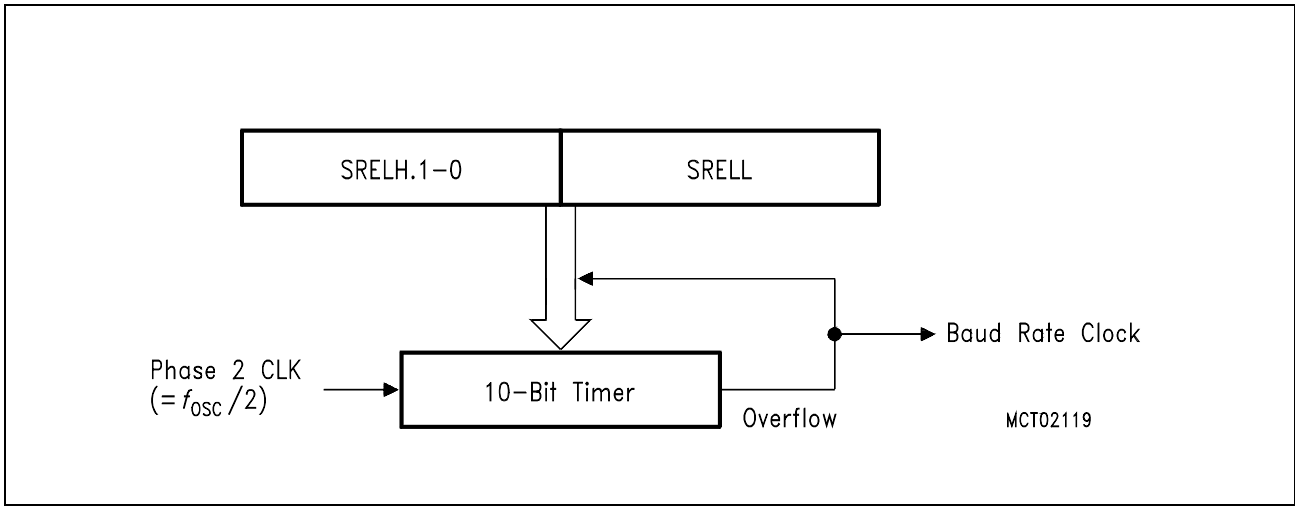 SRELH.1-0
SRELL
Baud Rate Clock
Phase 2 CLK
(= fOSC/2)
10-Bit Timer
Overflow
MCT02119